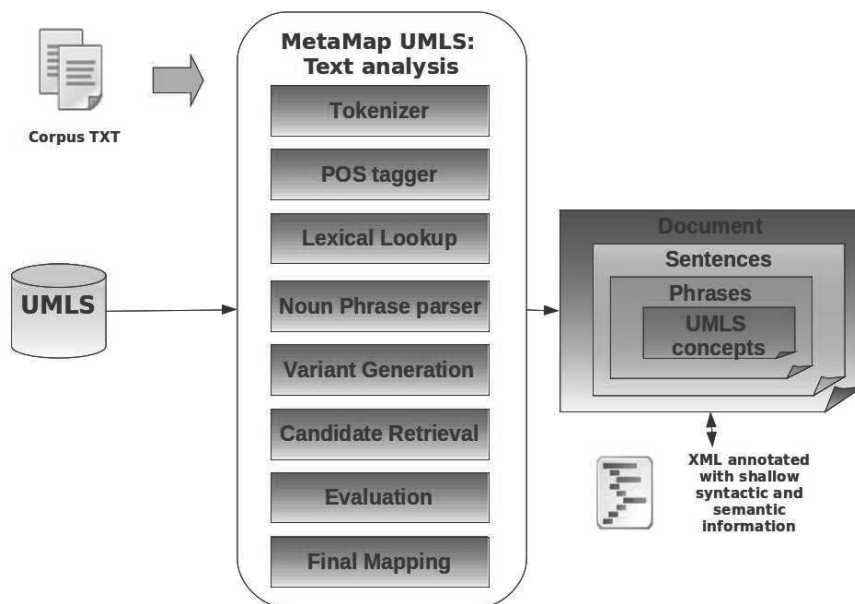 MetaMap UMLS:
Text analysis
Corpus TXT
Tokenizer
POS tagger
Lexical Lookup
Noun Phrase parser
Variant Generation
Candidate Retrieval
Evaluation
Final Mapping
UMLS
Document
Sentences
Phrases
UMLS
concepts
XML annotated
with shallow
syntactic and
semantic
information